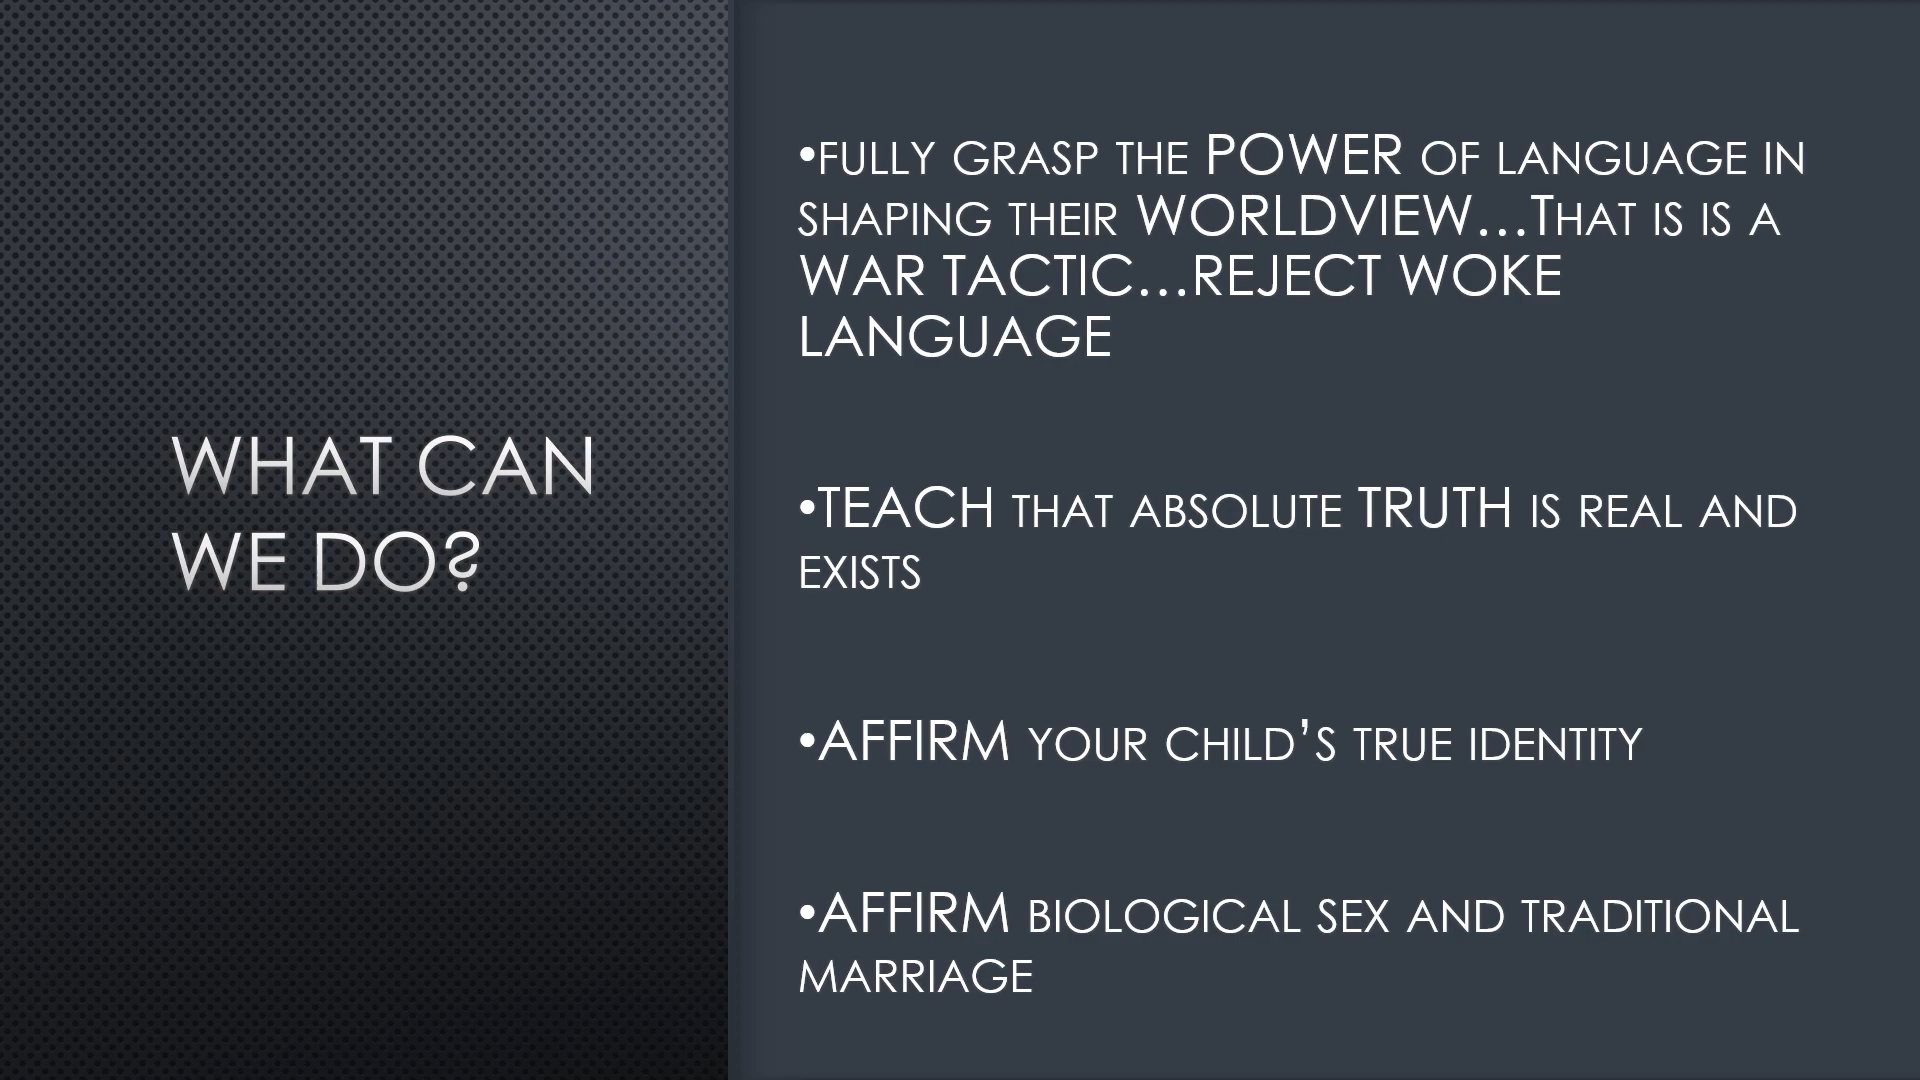 WHAT CAN
WE DO?
•FULLY GRASP THE POWER OF LANGUAGE IN
SHAPING THEIR WORLDVIEW...THAT IS IS A
WAR TACTIC...REJECT WOKE
LANGUAGE
•TEACH THAT ABSOLUTE TRUTH IS REAL AND
EXISTS
•AFFIRM YOUR CHILD’S TRUE IDENTITY
•AFFIRM BIOLOGICAL SEX AND TRADITIONAL
MARRIAGE